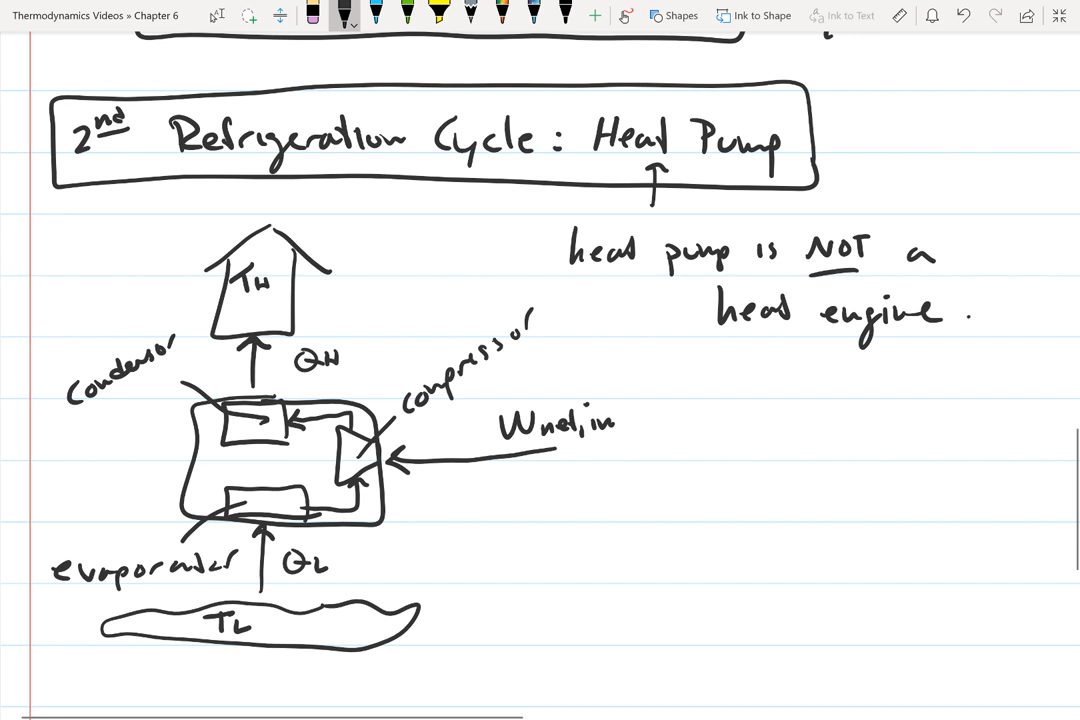 Thermodynamics Videos » Chapter 6
Shapes
Ink to Shape
Ink to Text
2nd Refrigeration Cycle: Heat Pump
heat pump is NOT a
heat engine.
TH
QH
condensor
compressor
Wnet,in
evaporator
QL
TL